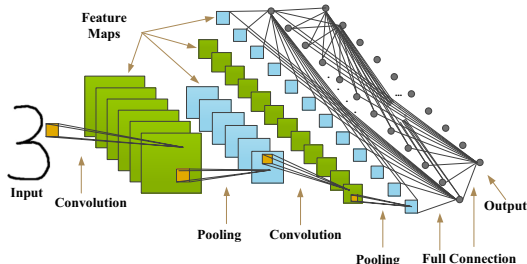 Feature
Maps
3
Input
Convolution
Pooling
Convolution
Pooling
Full Connection
Output